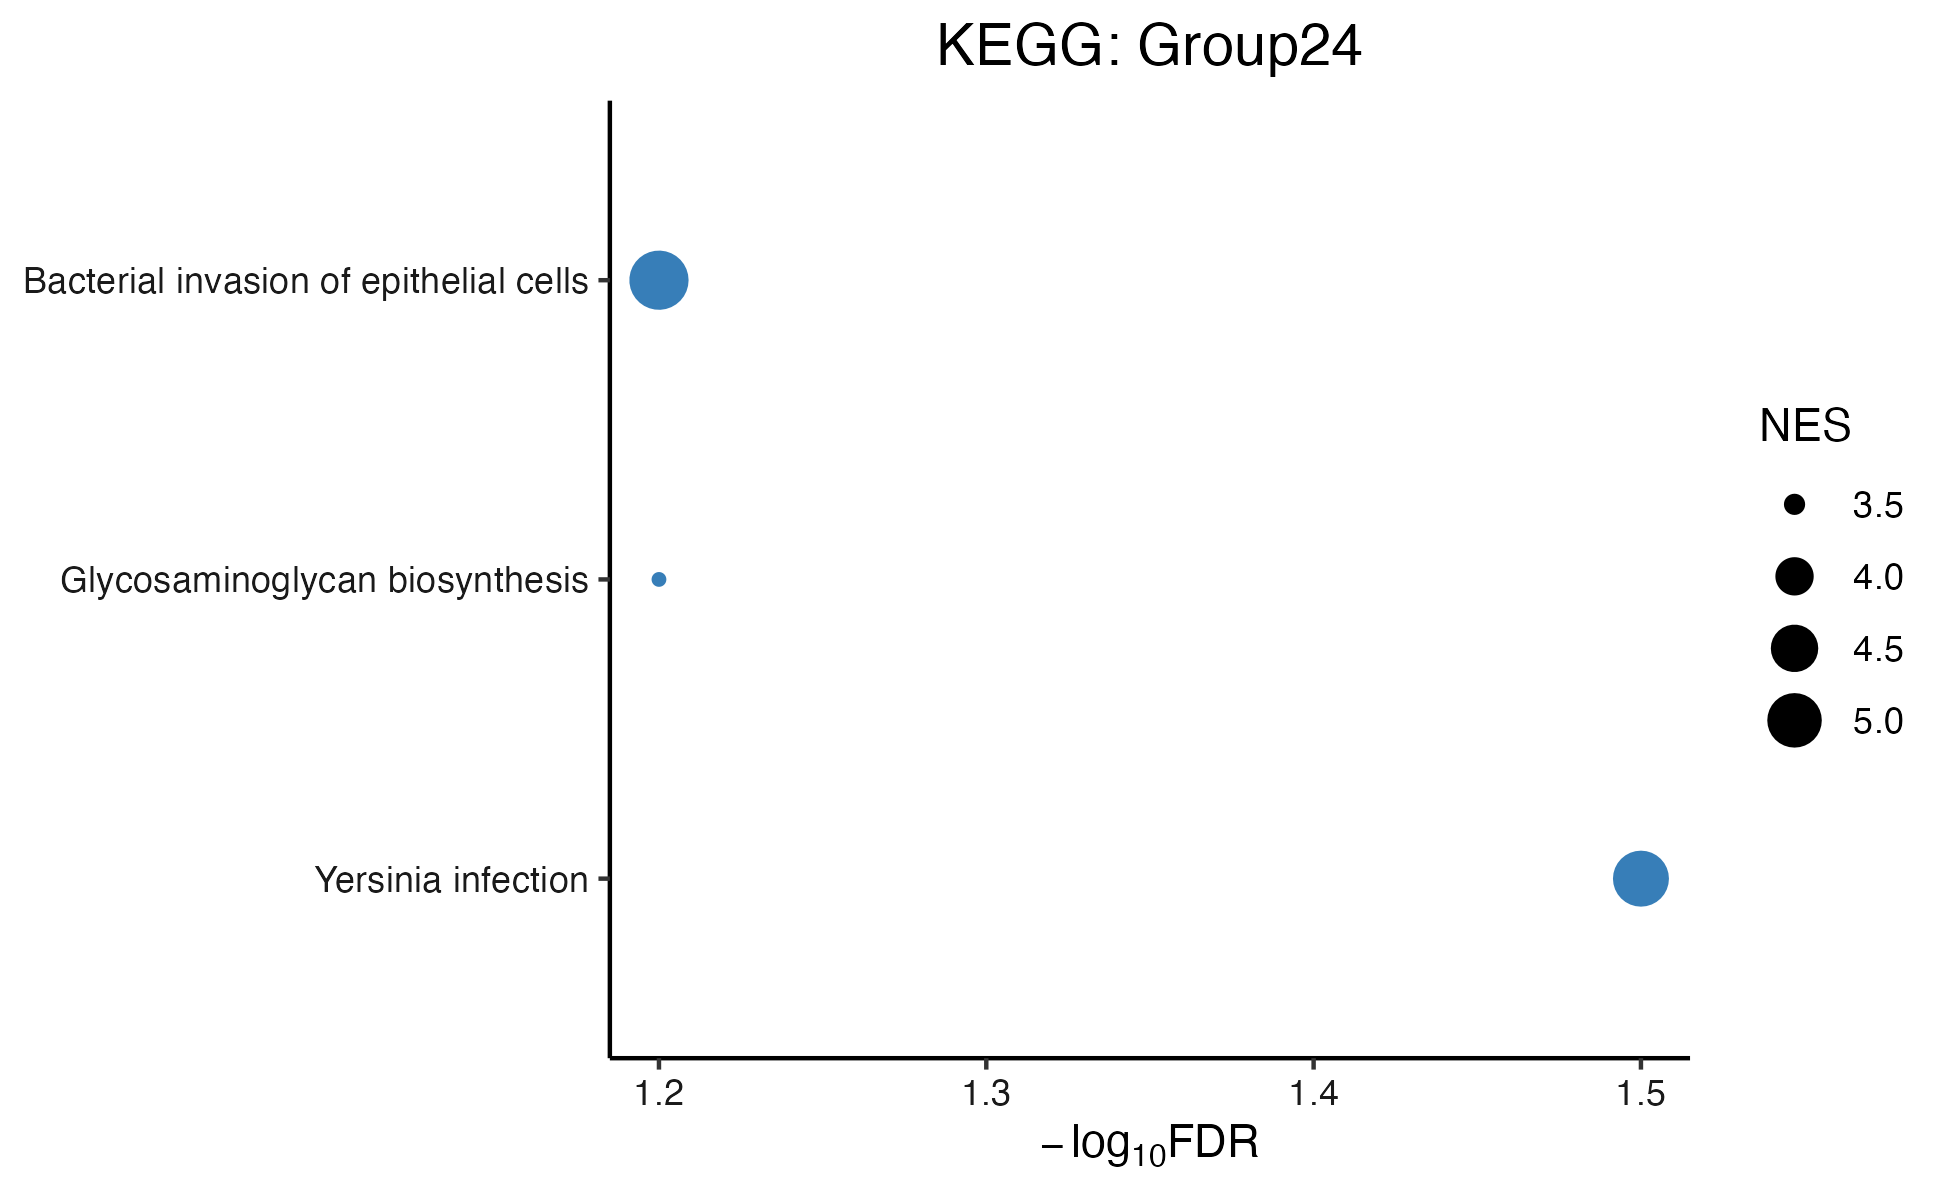 KEGG: Group24
Bacterial invasion of epithelial cells
Glycosaminoglycan biosynthesis
Yersinia infection
1.2 1.3 1.4 1.5
−log₁₀FDR
NES
3.5
4.0
4.5
5.0